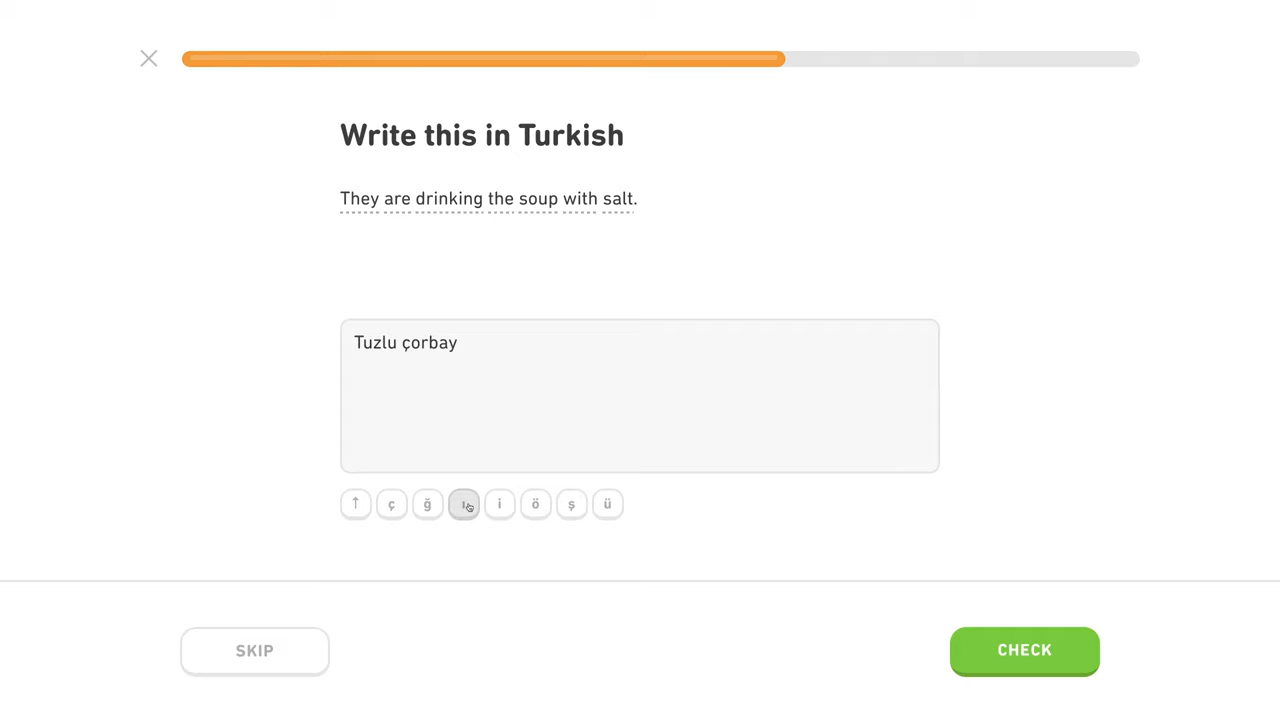 Write this in Turkish
They are drinking the soup with salt.
Tuzlu çorbay
↑ ç ğ ı i ö ş ü
SKIP
CHECK